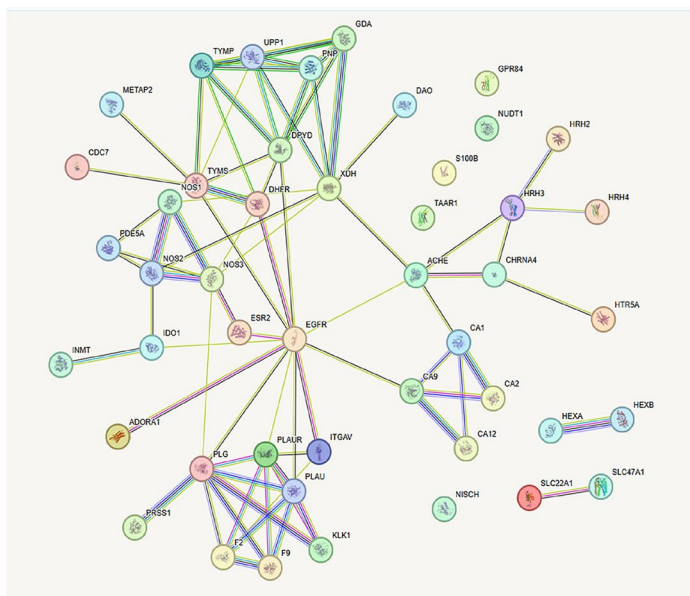 GDA
UPP1
TYMP
PNP
GPR84
METAP2
DAO
NUDT1
HRH2
DPYD
CDC7
S100B
TYMS
XDH
NOS1
DHFR
HRH3
HRH4
TAAR1
PDE5A
NOS2
NOS3
ACHE
CHRNA4
HTR5A
ESR2
EGFR
CA1
IDO1
INMT
CA9
CA2
HEXA
HEXB
ADORA1
CA12
PLAUR
ITGAV
PLG
PLAU
SLC22A1
SLC47A1
NISCH
PRSS1
F2
F9
KLK1